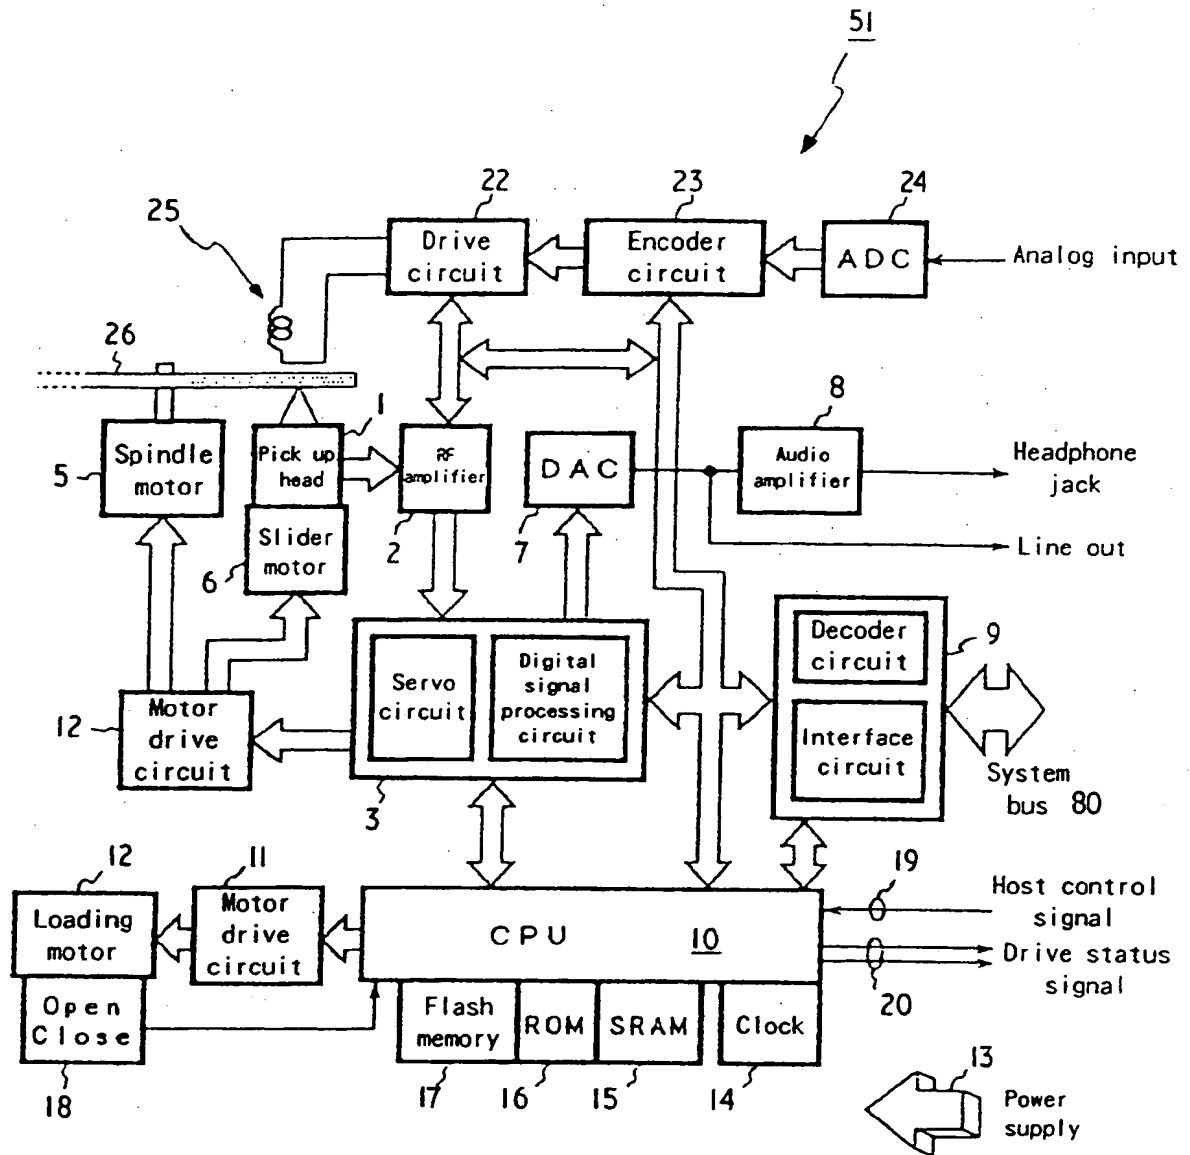 51
22
23
24
25
Drive
circuit
Encoder
circuit
ADC
Analog input
26
1
8
5
Spindle
motor
Pick up
head
RF
amplifier
DAC
Audio
amplifier
Headphone
jack
2
7
Line out
6
Slider
motor
Servo
circuit
Digital
signal
processing
circuit
Decoder
circuit
9
12
Motor
drive
circuit
Interface
circuit
3
System
bus 80
12
11
Loading
motor
Motor
drive
circuit
CPU
10
19
Host control
signal
Drive status
signal
20
Open
Close
Flash
memory
ROM
SRAM
Clock
18
17
16
15
14
13
Power
supply